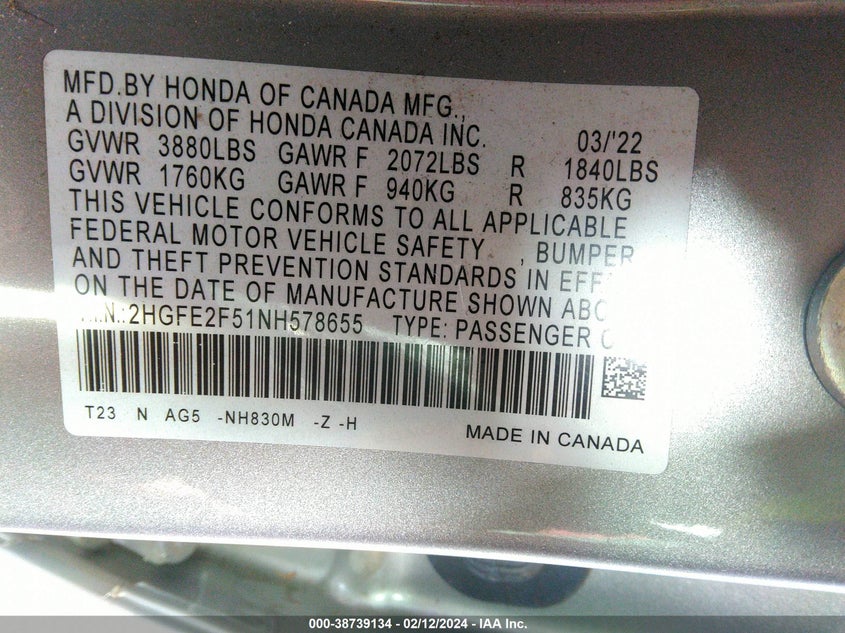 MFD.BY HONDA OF CANADA MFG.,
A DIVISION OF HONDA CANADA INC. 03/'22
GVWR 3880LBS GAWR F 2072LBS R 1840LBS
GVWR 1760KG GAWR F 940KG R 835KG
THIS VEHICLE CONFORMS TO ALL APPLICABLE
FEDERAL MOTOR VEHICLE SAFETY , BUMPER
AND THEFT PREVENTION STANDARDS IN
ON THE DATE OF MANUFACTURE SHOWN
2HGFE2F51NH578655 TYPE: PASSENGER
T23 N AG5 -NH830M -Z -H
MADE IN CANADA
000-38739134 - 02/12/2024 - IAA Inc.